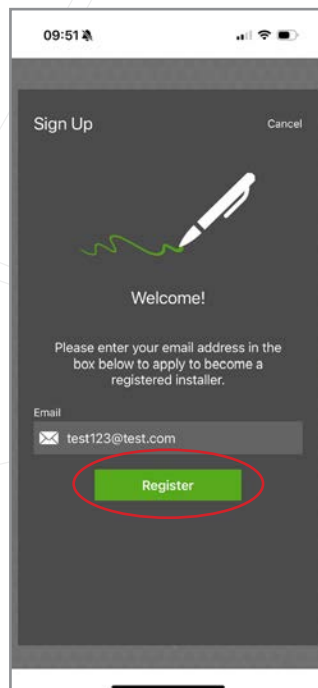 09:51
Sign Up
Cancel
Welcome!
Please enter your email address in the
box below to apply to become a
registered installer.
Email
test123@test.com
Register